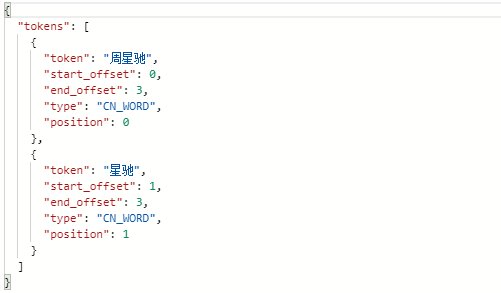 {
  "tokens": [
    {
      "token": "周星驰",
      "start_offset": 0,
      "end_offset": 3,
      "type": "CN_WORD",
      "position": 0
    },
    {
      "token": "星驰",
      "start_offset": 1,
      "end_offset": 3,
      "type": "CN_WORD",
      "position": 1
    }
  ]
}